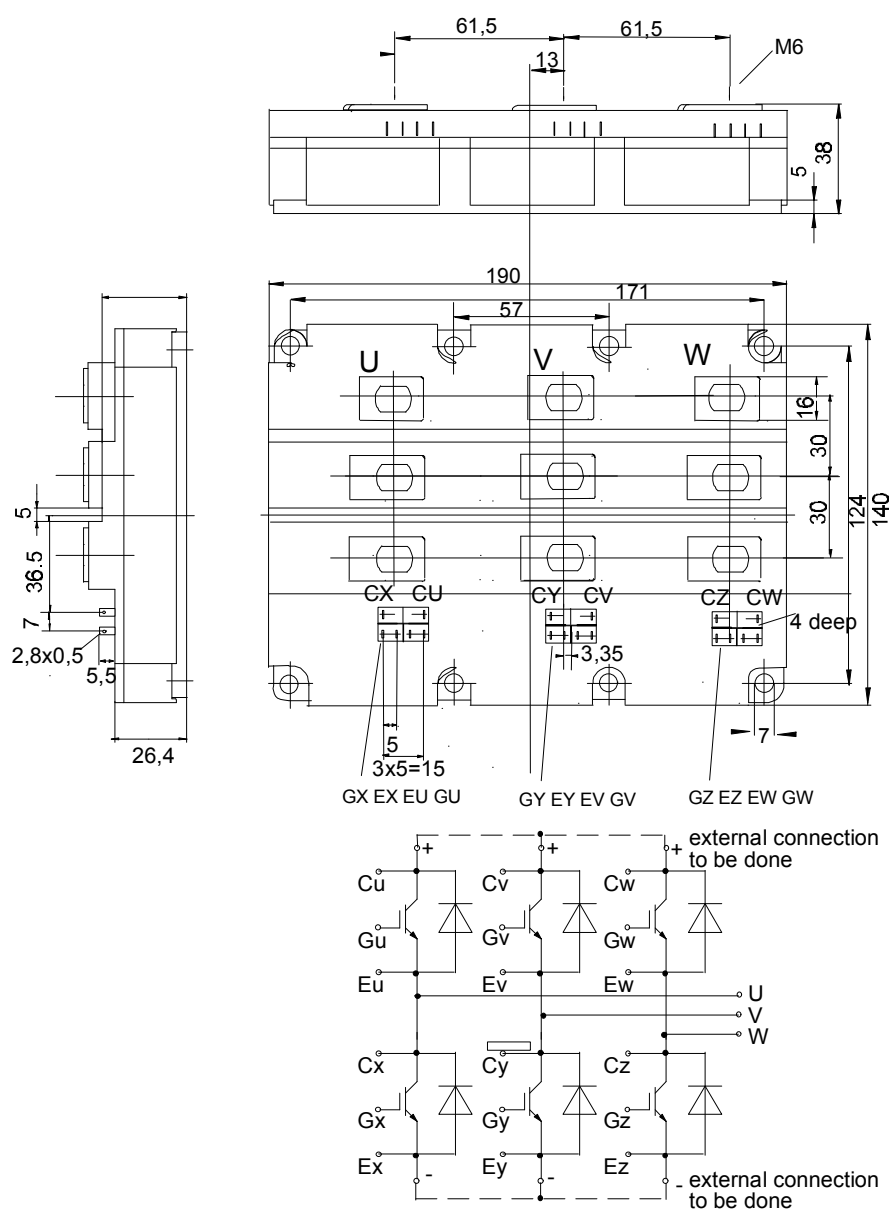 61,5
61,5
M6
13
38
5
190
171
57
U
V
W
16
30
30
124
140
5
36.5
7
2,8x0,5
5,5
26,4
CX CU
CY CV
CZ CW
4 deep
3,35
5
3x5=15
7
GX EX EU GU
GY EY EV GV
GZ EZ EW GW
+
+
+
external connection
to be done
Cu
Cv
Cw
Gu
Gv
Gw
Eu
Ev
Ew
U
V
W
Cx
Cy
Cz
Gx
Gy
Gz
Ex
Ey
Ez
-
-
-
external connection
to be done